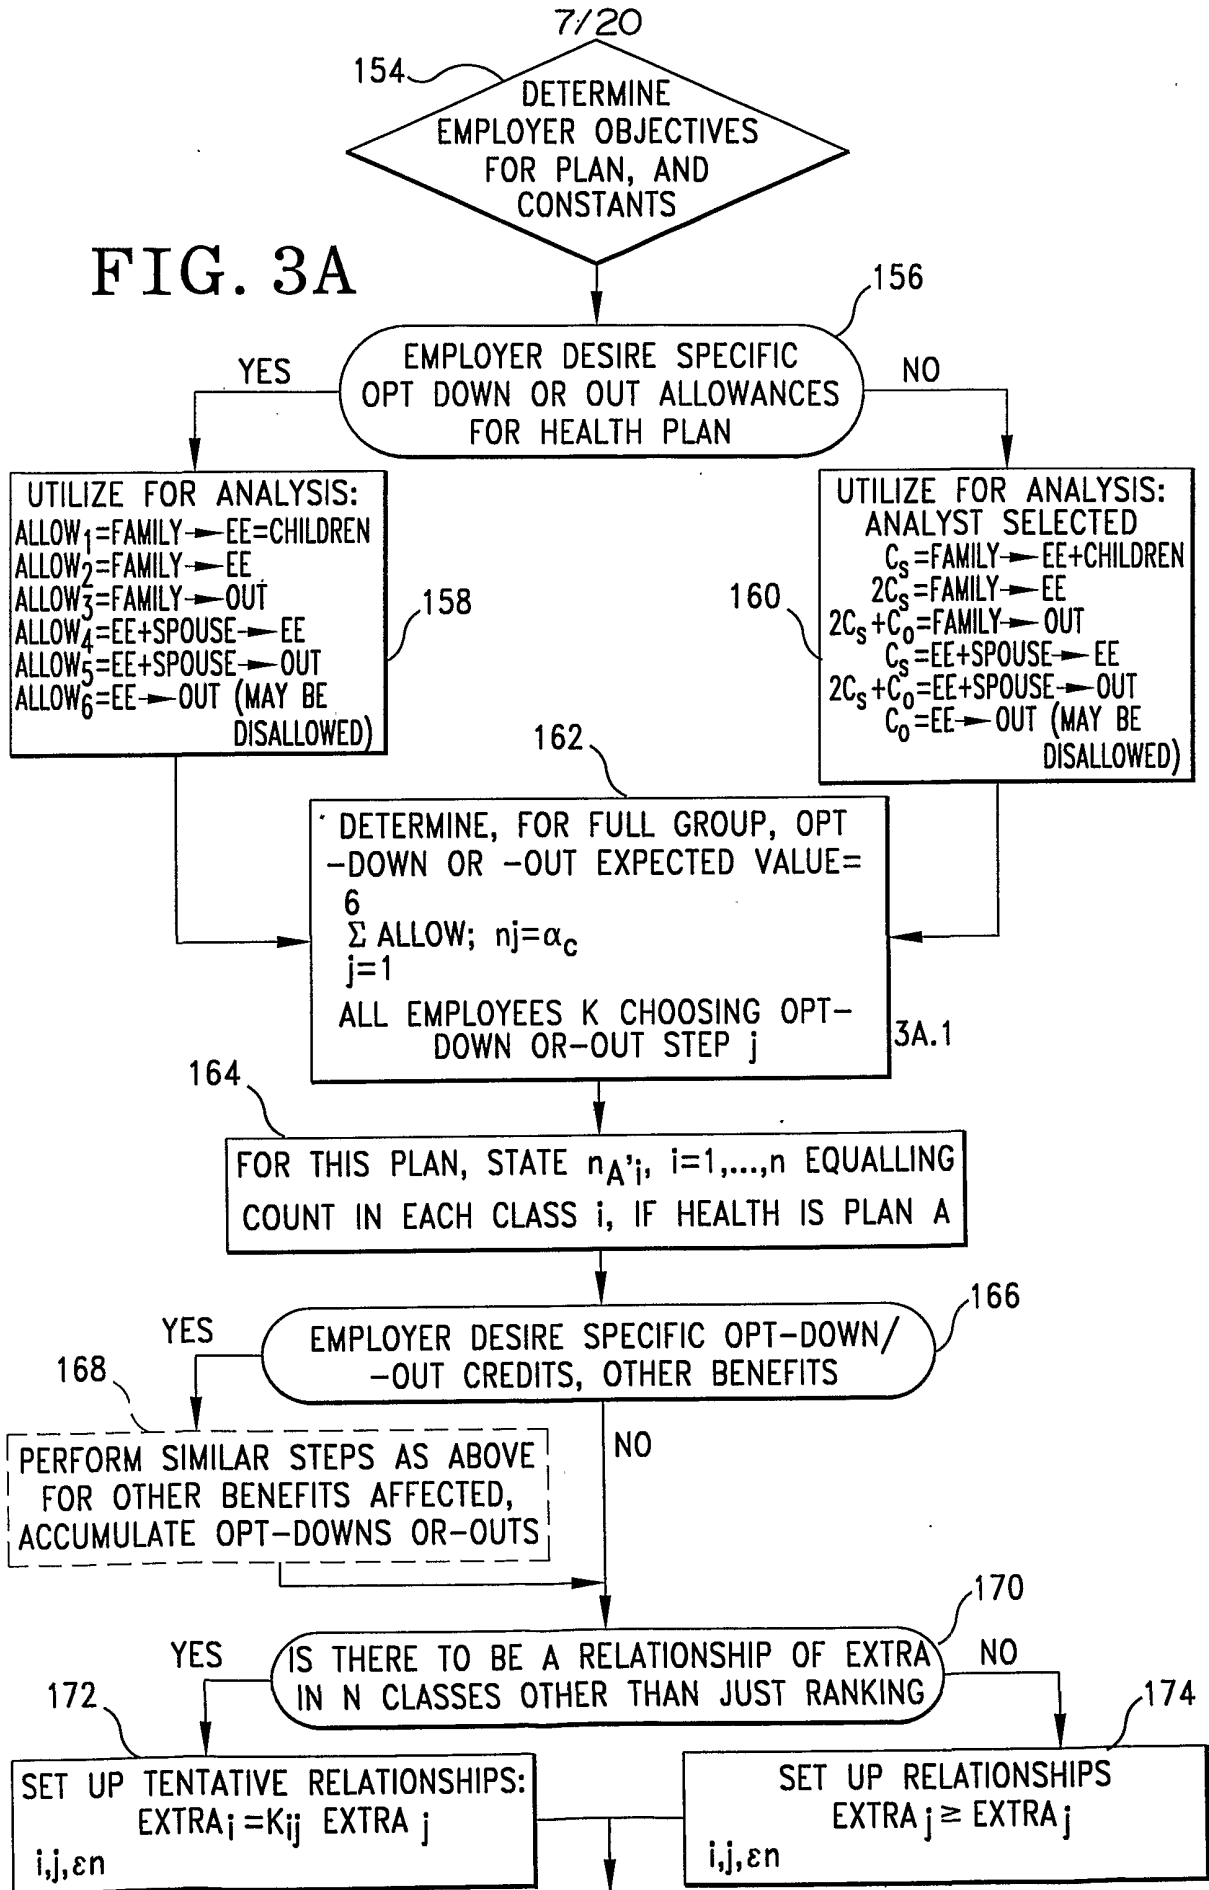 7/20
154
DETERMINE
EMPLOYER OBJECTIVES
FOR PLAN, AND
CONSTANTS
FIG. 3A
156
EMPLOYER DESIRE SPECIFIC
OPT DOWN OR OUT ALLOWANCES
FOR HEALTH PLAN
YES
NO
UTILIZE FOR ANALYSIS:
ALLOW₁=FAMILY→EE=CHILDREN
ALLOW₂=FAMILY→EE
ALLOW₃=FAMILY→OUT
ALLOW₄=EE+SPOUSE→EE
ALLOW₅=EE+SPOUSE→OUT
ALLOW₆=EE→OUT (MAY BE
DISALLOWED)
158
UTILIZE FOR ANALYSIS:
ANALYST SELECTED
Cₛ=FAMILY→EE+CHILDREN
2Cₛ=FAMILY→EE
2Cₛ+Cₒ=FAMILY→OUT
Cₛ=EE+SPOUSE→EE
2Cₛ+Cₒ=EE+SPOUSE→OUT
Cₒ=EE→OUT (MAY BE
DISALLOWED)
160
162
DETERMINE, FOR FULL GROUP, OPT
-DOWN OR -OUT EXPECTED VALUE=
6
Σ ALLOW; nj=α_c
j=1
ALL EMPLOYEES K CHOOSING OPT-
DOWN OR-OUT STEP j
3A.1
164
FOR THIS PLAN, STATE n_A'i, i=1,...,n EQUALLING
COUNT IN EACH CLASS i, IF HEALTH IS PLAN A
166
EMPLOYER DESIRE SPECIFIC OPT-DOWN/
-OUT CREDITS, OTHER BENEFITS
YES
NO
168
PERFORM SIMILAR STEPS AS ABOVE
FOR OTHER BENEFITS AFFECTED,
ACCUMULATE OPT-DOWNS OR-OUTS
170
IS THERE TO BE A RELATIONSHIP OF EXTRA
IN N CLASSES OTHER THAN JUST RANKING
YES
NO
172
SET UP TENTATIVE RELATIONSHIPS:
EXTRAᵢ=Kᵢⱼ EXTRA ⱼ
i,j,εn
174
SET UP RELATIONSHIPS
EXTRAⱼ≥EXTRAⱼ
i,j,εn